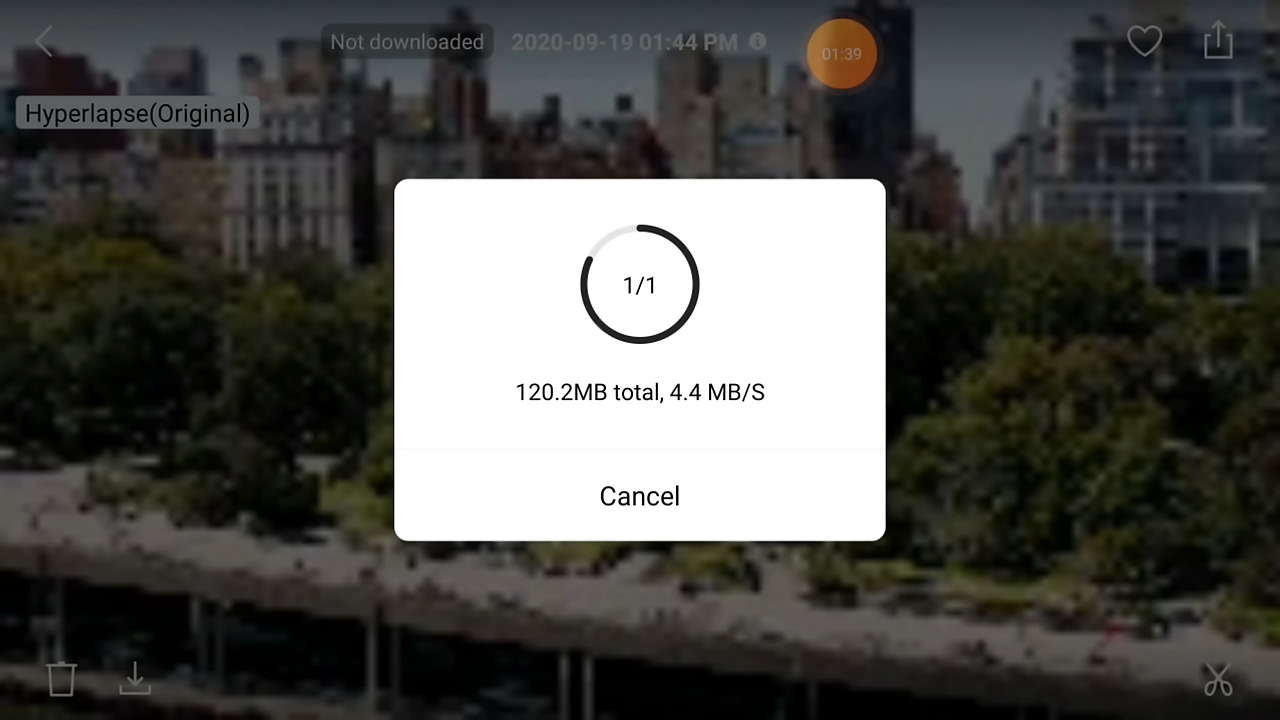 Not downloaded 2020-09-19 01:44 PM
01:39
Hyperlapse(Original)
1/1
120.2MB total, 4.4 MB/S
Cancel